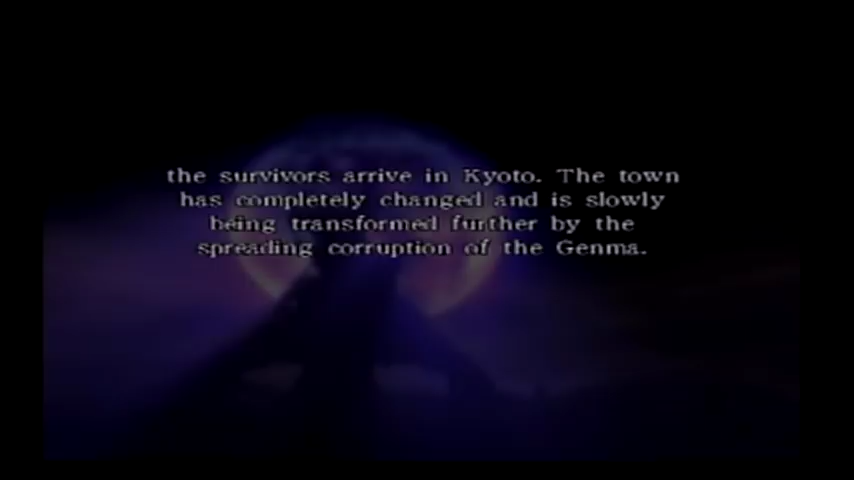 the survivors arrive in Kyoto. The town
has completely changed and is slowly
being transformed further by the
spreading corruption of the Genma.